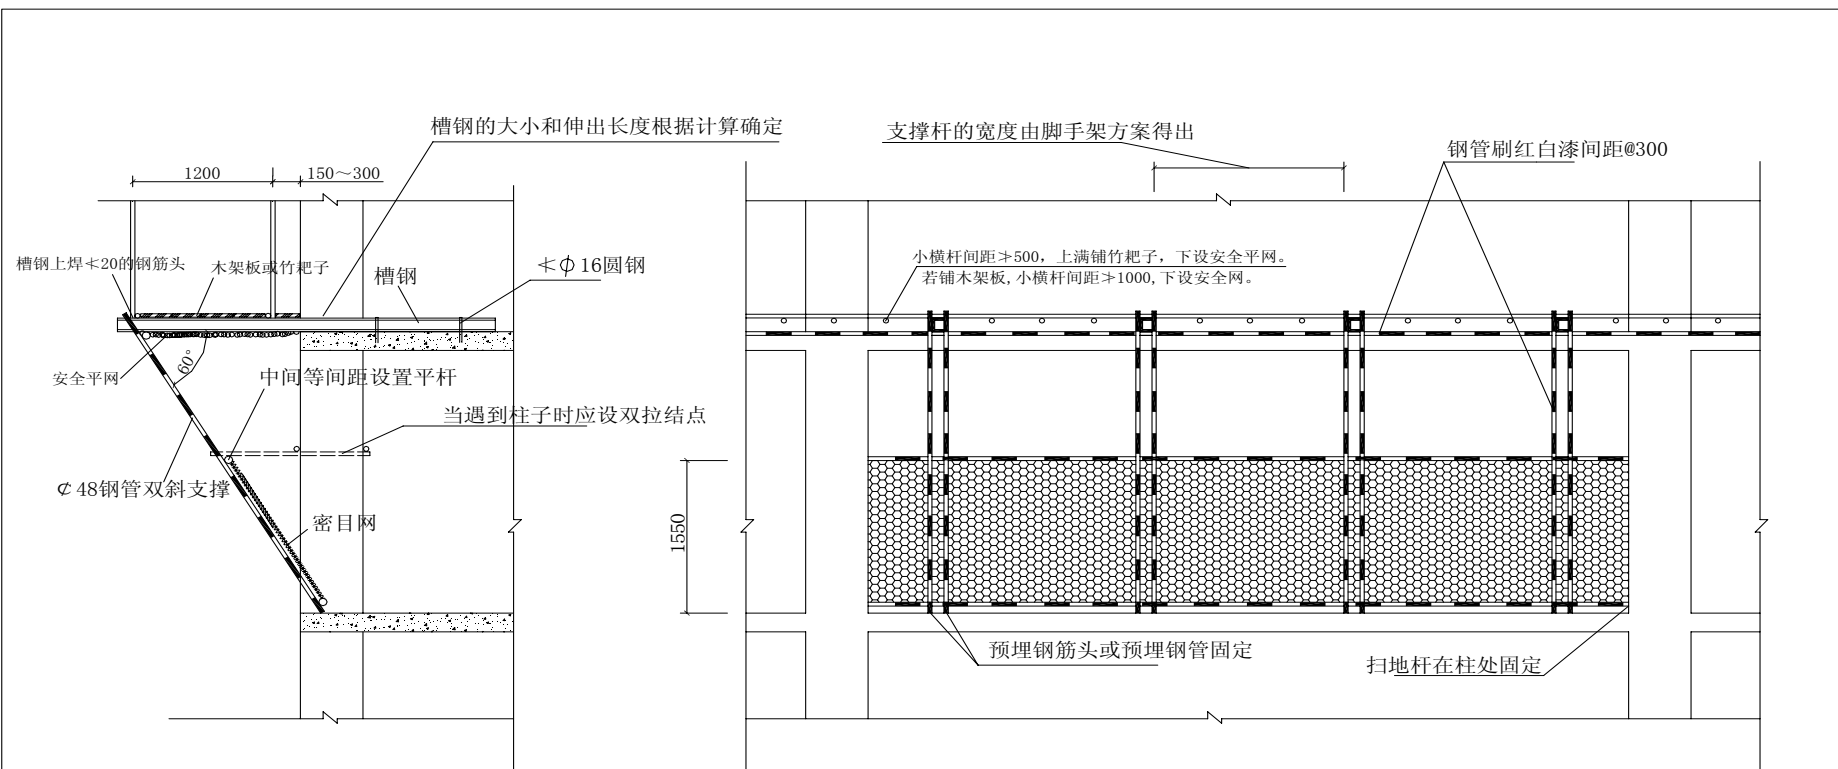 槽钢的大小和伸出长度根据计算确定
支撑杆的宽度由脚手架方案得出
钢管刷红白漆间距@300
1200
150~300
小横杆间距≯500，上满铺竹耙子，下设安全平网。
若铺木架板,小横杆间距≯1000,下设安全网。
槽钢上焊≮20的钢筋头
木架板或竹耙子
槽钢
≮ϕ16圆钢
60°
安全平网
中间等间距设置平杆
当遇到柱子时应设双拉结点
₵48钢管双斜支撑
密目网
1550
预埋钢筋头或预埋钢管固定
扫地杆在柱处固定